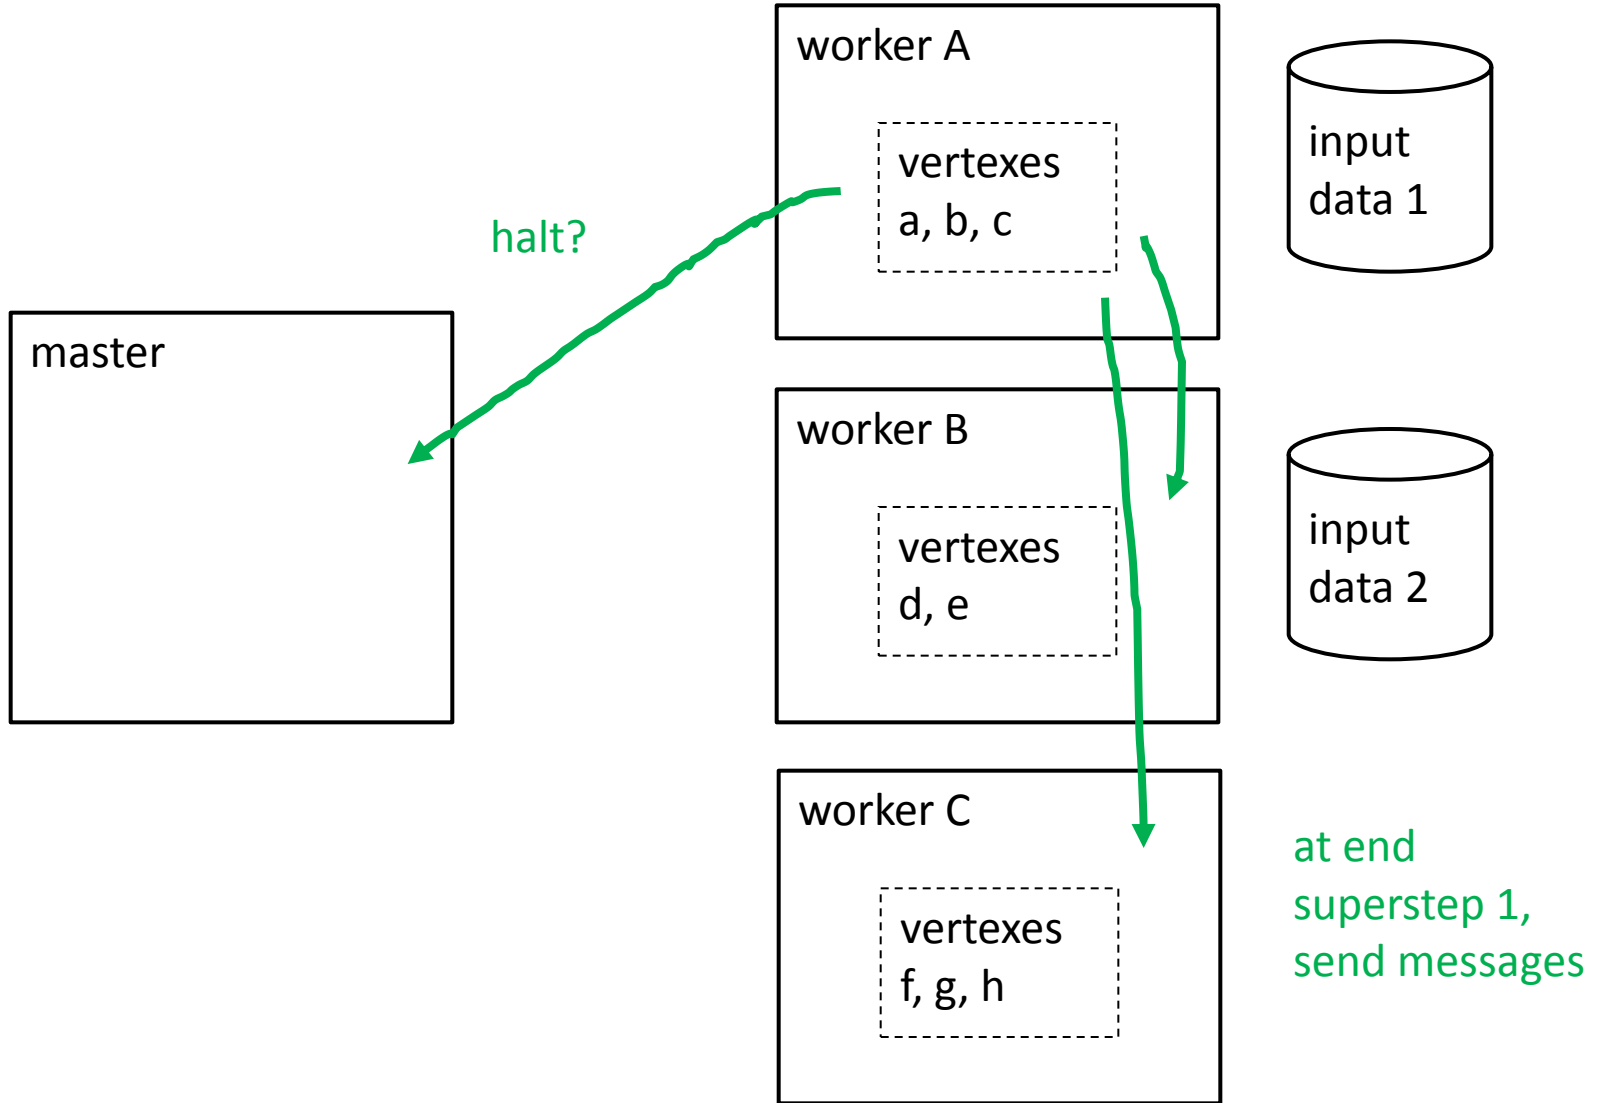 worker A
vertexes
a, b, c
input
data 1
halt?
master
worker B
vertexes
d, e
input
data 2
worker C
vertexes
f, g, h
at end
superstep 1,
send messages